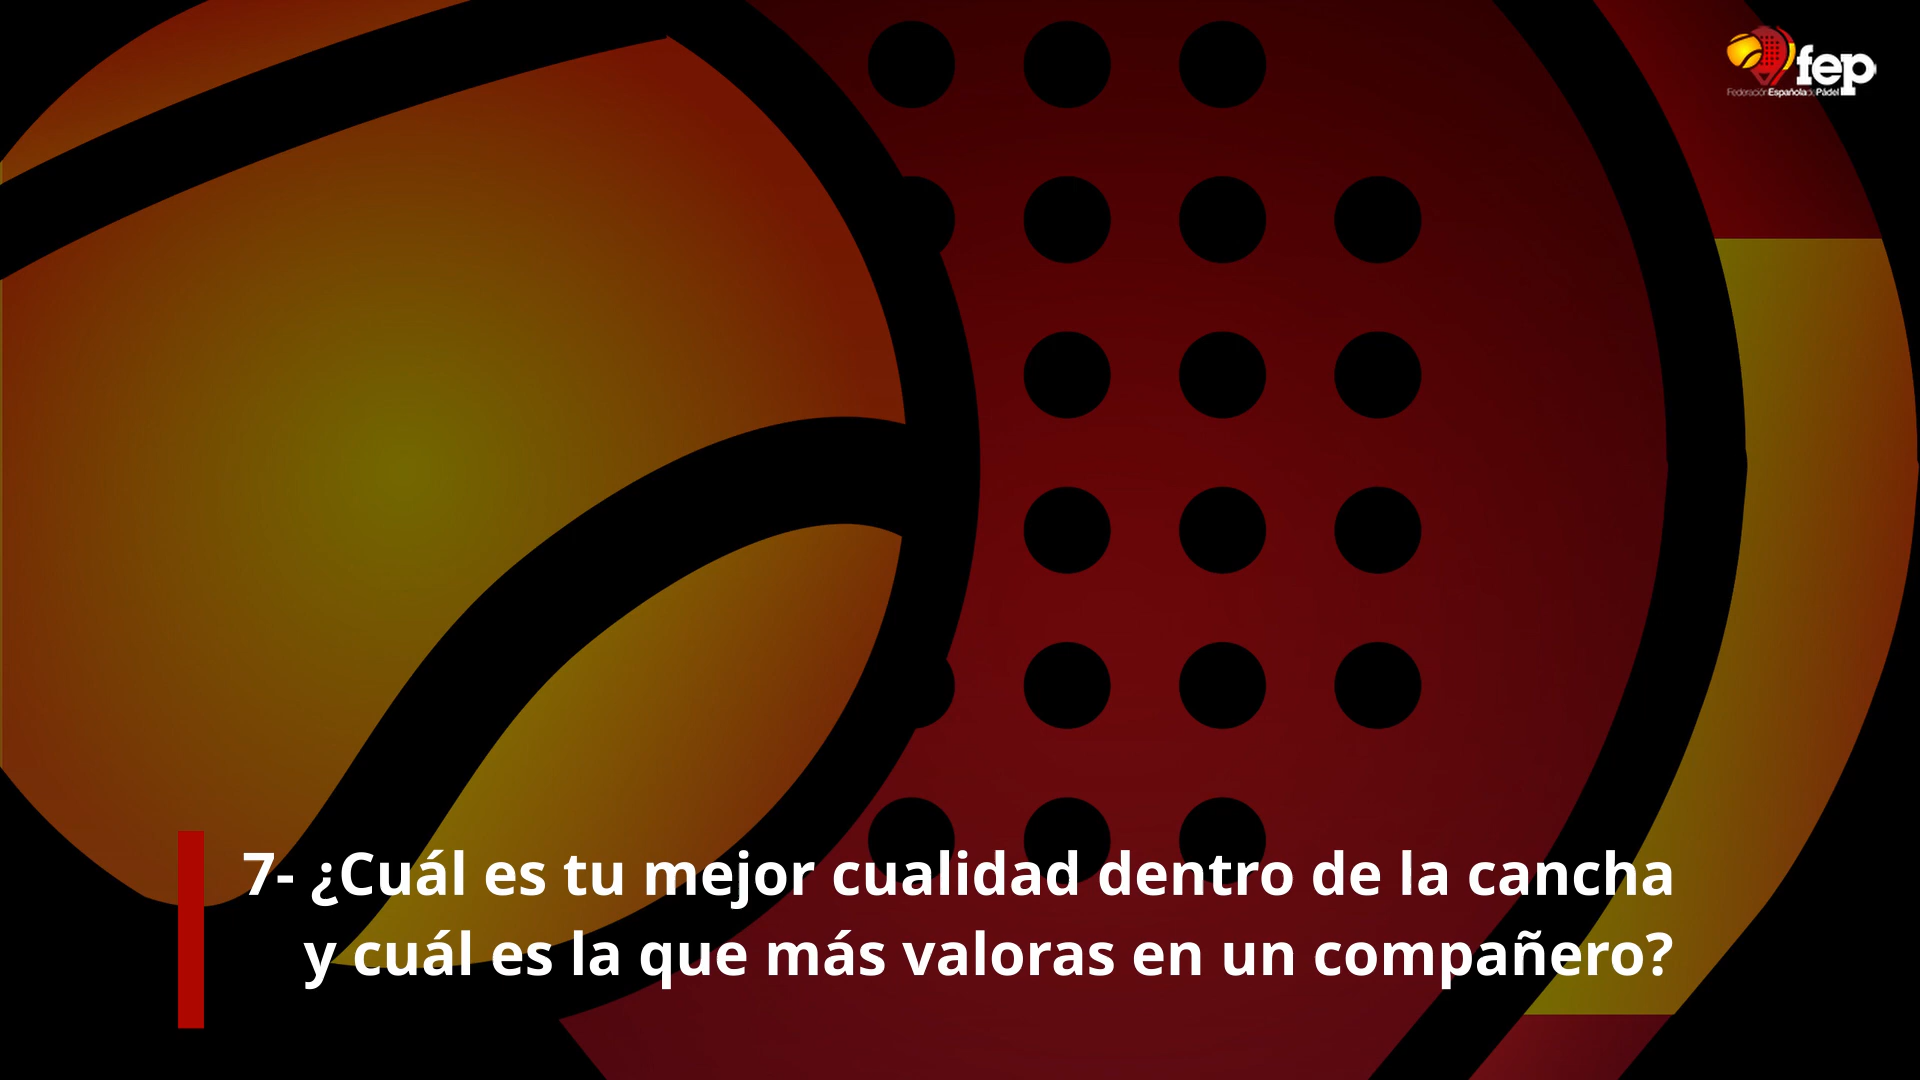 fep
Federación Española de Pádel
7- ¿Cuál es tu mejor cualidad dentro de la cancha
y cuál es la que más valoras en un compañero?